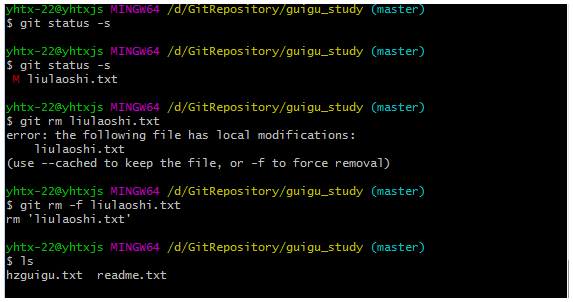 yhtx-22@yhtxjs MINGW64 /d/GitRepository/guigu_study (master)
$ git status -s
yhtx-22@yhtxjs MINGW64 /d/GitRepository/guigu_study (master)
$ git status -s
 M liulaoshi.txt
yhtx-22@yhtxjs MINGW64 /d/GitRepository/guigu_study (master)
$ git rm liulaoshi.txt
error: the following file has local modifications:
    liulaoshi.txt
(use --cached to keep the file, or -f to force removal)
yhtx-22@yhtxjs MINGW64 /d/GitRepository/guigu_study (master)
$ git rm -f liulaoshi.txt
rm 'liulaoshi.txt'
yhtx-22@yhtxjs MINGW64 /d/GitRepository/guigu_study (master)
$ ls
hzguigu.txt  readme.txt